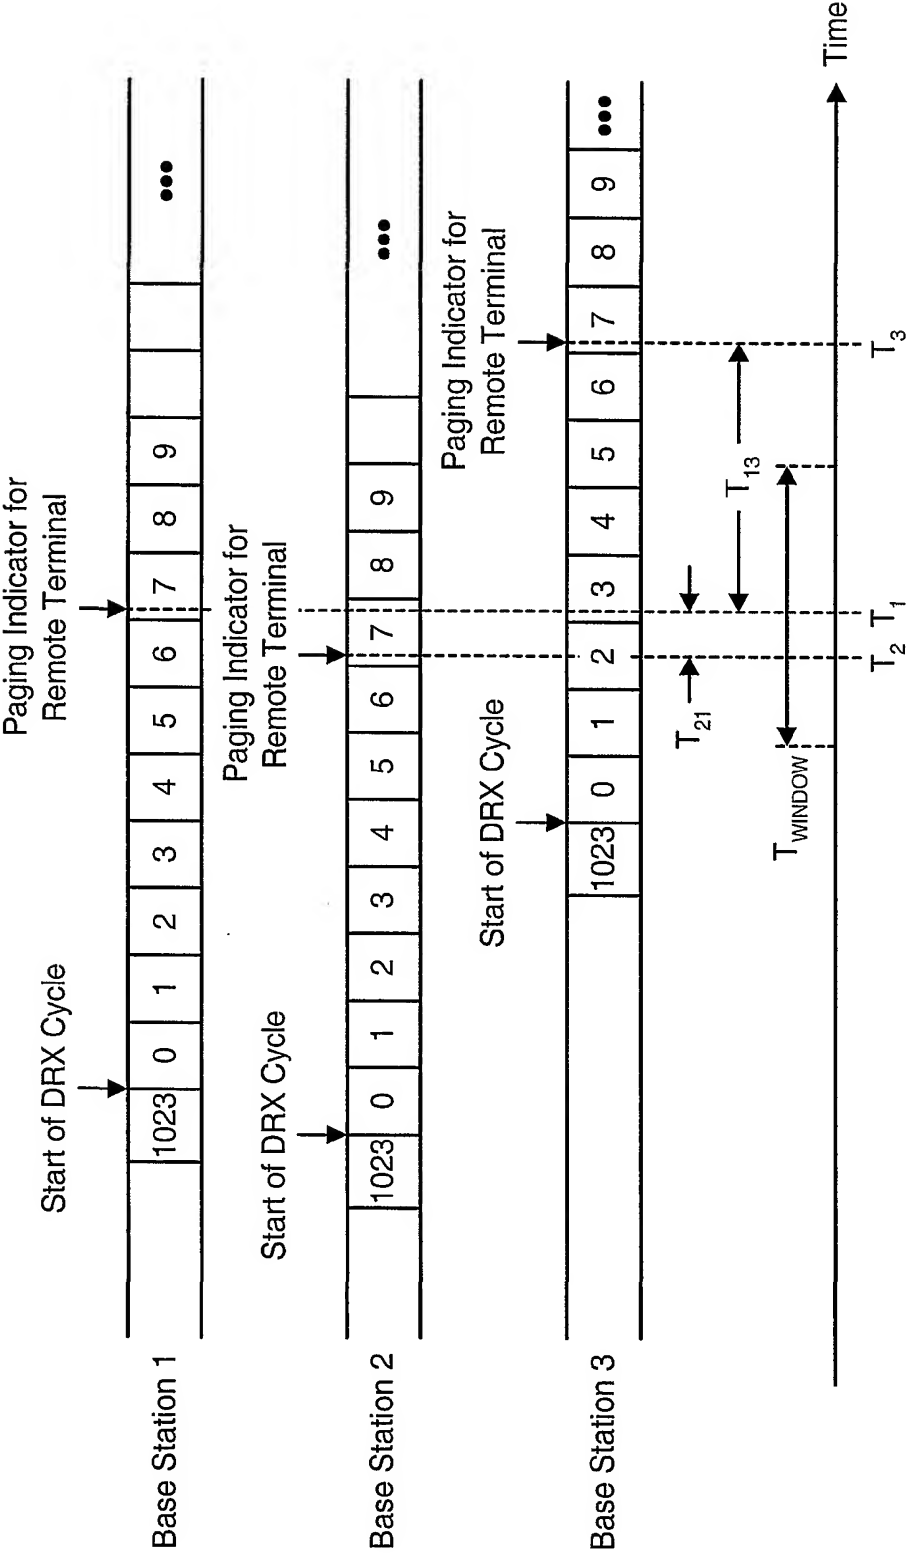 Paging Indicator for
Remote Terminal
Start of DRX Cycle
Base Station 1
1023 0 1 2 3 4 5 6 7 8 9 •••
Paging Indicator for
Remote Terminal
Start of DRX Cycle
Base Station 2
1023 0 1 2 3 4 5 6 7 8 9 •••
Paging Indicator for
Remote Terminal
Start of DRX Cycle
Base Station 3
1023 0 1 2 3 4 5 6 7 8 9 •••
T21
T13
TWINDOW
Time
T2
T1
T3